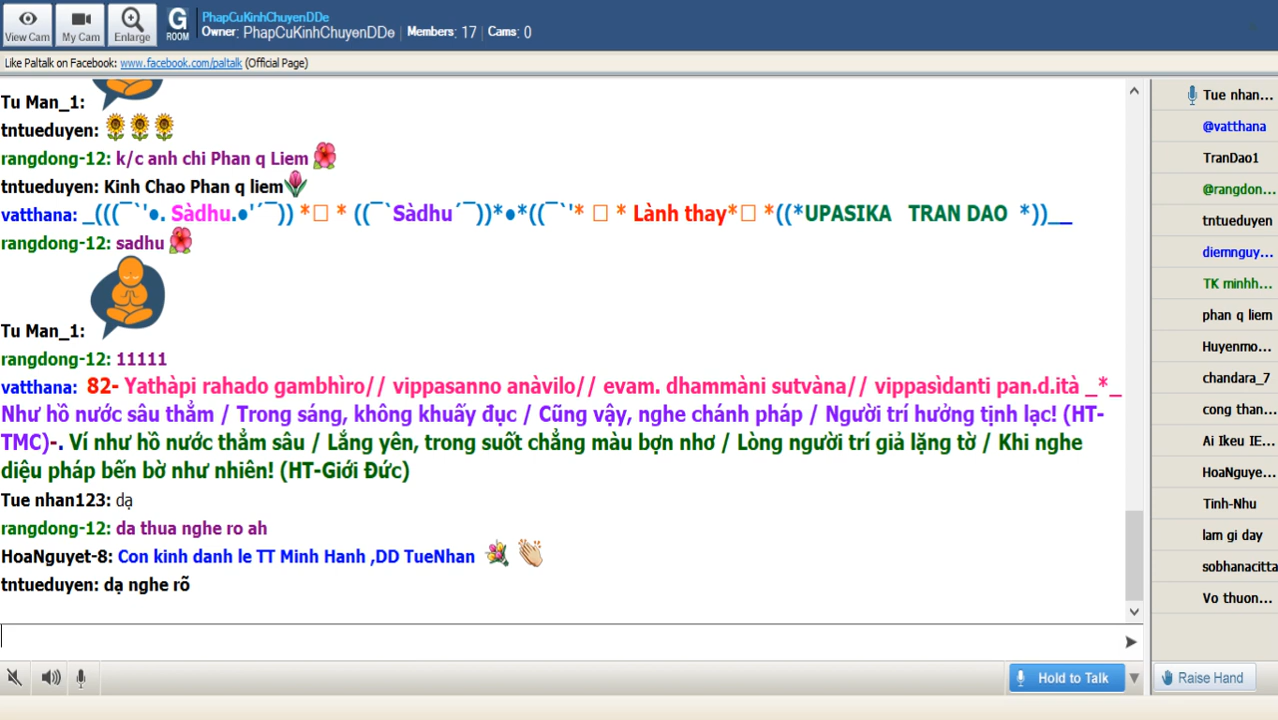 PhapCuKinhChuyenDDe
View Cam
My Cam
Enlarge
G ROOM
Owner: PhapCuKinhChuyenDDe Members: 17 Cams: 0
Like Paltalk on Facebook: www.facebook.com/paltalk (Official Page)
Tu Man_1:
tntueduyen:
rangdong-12: k/c anh chi Phan q Liem
tntueduyen: Kinh Chao Phan q liem
vatthana: _(((¯`'●. Sàdhu.●'´¯)) *□ * ((¯`Sàdhu´¯))*●*((¯`'* □ * Lành thay*□ *((*UPASIKA TRAN DAO *))__
rangdong-12: sadhu
Tu Man_1:
rangdong-12: 11111
vatthana: 82- Yathàpi rahado gambhìro// vippasanno anàvilo// evam. dhammàni sutvàna// vippasìdanti pan.d.ità _*_
Như hồ nước sâu thẳm / Trong sáng, không khuấy đục / Cũng vậy, nghe chánh pháp / Người trí hưởng tịnh lạc! (HT-
TMC)-. Ví như hồ nước thẳm sâu / Lắng yên, trong suốt chẳng màu bợn nhơ / Lòng người trí giả lặng tờ / Khi nghe
diệu pháp bến bờ như nhiên! (HT-Giới Đức)
Tue nhan123: dạ
rangdong-12: da thua nghe ro ah
HoaNguyet-8: Con kinh danh le TT Minh Hanh ,DD TueNhan
tntueduyen: dạ nghe rõ
Tue nhan...
@vatthana
TranDao1
@rangdon...
tntueduyen
diemnguy...
TK minhh...
phan q liem
Huyenmo...
chandara_7
cong than...
Ai Ikeu IE...
HoaNguye...
Tinh-Nhu
lam gi day
sobhanacitta
Vo thuon...
Hold to Talk
Raise Hand